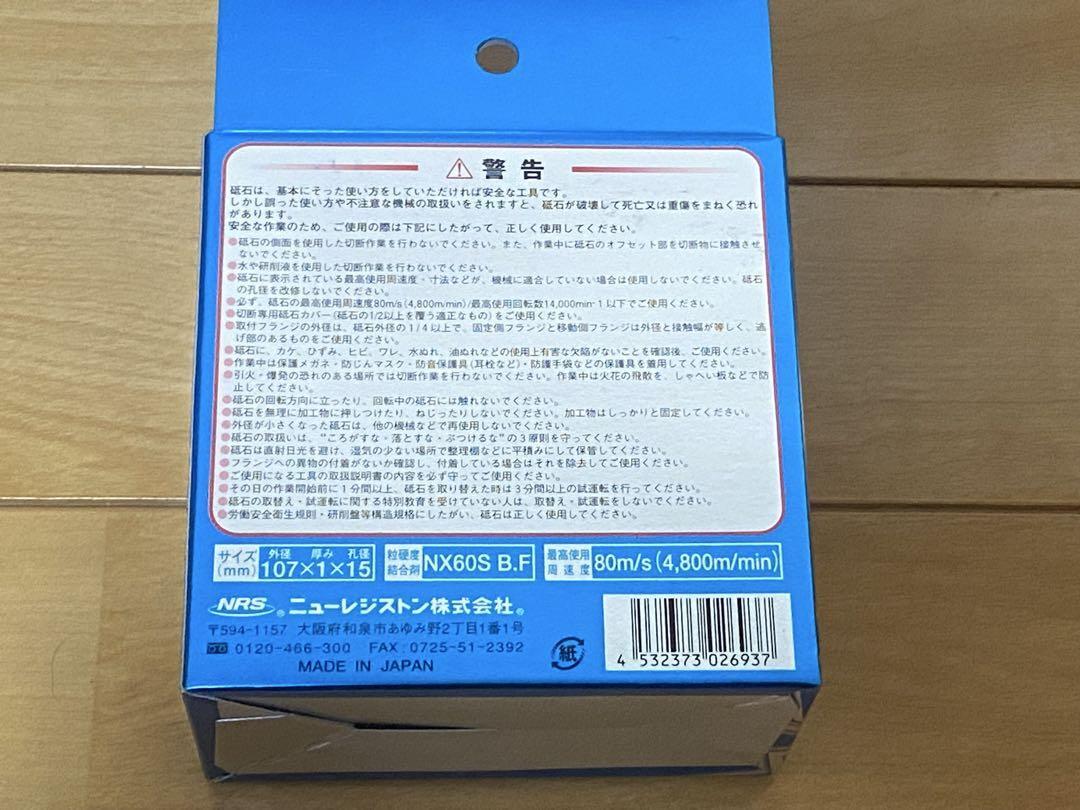 警告
砥石は、基本にそった使い方をしていただければ安全な工具です。
しかし誤った使い方や不注意な機械の取扱いをされますと、砥石が破壊して死亡又は重傷をまねく恐れ
があります。
安全な作業のため、ご使用の際は下記にしたがって、正しく使用してください。
●砥石の側面を使用した切断作業を行わないでください。また、作業中に砥石のオフセット部を切断物に接触させ
ないでください。
●水や研削液を使用した切断作業を行わないでください。
●砥石に表示されている最高使用周速度・寸法などが、機械に適合していない場合は使用しないでください。砥石
の孔径を改修しないでください。
●必ず、砥石の最高使用周速度80m/s(4,800m/min)/最高使用回転数14,000min-1以下でご使用ください。
●切断専用砥石カバー(砥石の1/2以上を覆う適正なもの)をご使用ください。
●取付フランジの外径は、砥石外径の1/4以上で、固定側フランジと移動側フランジは外径と接触幅が等しく、逃
げ部のあるものをご使用ください。
●砥石に、カケ、ひずみ、ヒビ、ワレ、水ぬれ、油ぬれなどの使用上有害な欠陥がないことを確認後、ご使用ください。
●作業中は保護メガネ・防じんマスク・防音保護具(耳栓など)・防護手袋などの保護具を着用してください。
●引火・爆発の恐れのある場所では切断作業を行わないでください。作業中は火花の飛散を、しゃへい板などで防
止してください。
●砥石の回転方向に立ったり、回転中の砥石には触れないでください。
●砥石を無理に加工物に押しつけたり、ねじったりしないでください。加工物はしっかりと固定してください。
●外径が小さくなった砥石は、他の機械などで再使用しないでください。
●砥石の取扱いは、“ころがすな・落とすな・ぶつけるな”の3原則を守ってください。
●砥石は直射日光を避け、湿気の少ない場所で整理棚などに平積みにして保管してください。
●フランジへの異物の付着がないか確認し、付着している場合はそれを除去してご使用ください。
●ご使用になる工具の取扱説明書の内容を必ず守ってご使用ください。
●その日の作業開始前に1分間以上、砥石を取り替えた時は3分間以上の試運転を行ってください。
●砥石の取替え・試運転に関する特別教育を受けていない人は、取替え・試運転をしないでください。
●労働安全衛生規則・研削盤等構造規格にしたがい、砥石は正しく使用してください。
サイズ(mm) 外径 厚み 孔径 107×1×15 粒硬度結合剤 NX60S B.F 最高使用周速度 80m/s(4,800m/min)
NRS® ニューレジストン株式会社®
〒594-1157 大阪府和泉市あゆみ野2丁目1番1号
0120-466-300 FAX:0725-51-2392
MADE IN JAPAN
紙
4 532373 026937